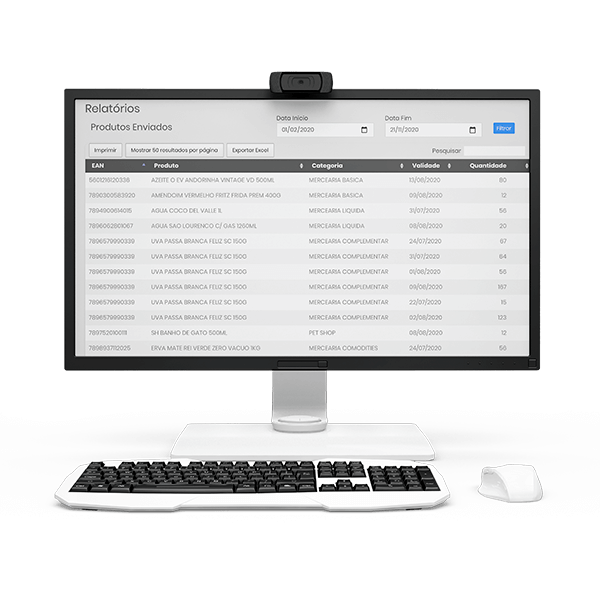 Relatórios
Produtos Enviados
Data Inicio
Data Fim
01/02/2020
21/11/2020
Filtrar
Imprimir
Mostrar 50 resultados por página
Exportar Excel
Pesquisar
EAN Produto Categoria Validade Quantidade
5601216120338 AZEITE O EV ANDORINHA VINTAGE VD 500ML MERCEARIA BASICA 13/08/2020 80
7890300583920 AMENDOIM VERMELHO FRITZ FRIDA PREM 400G MERCEARIA BASICA 09/08/2020 12
7894900614015 AGUA COCO DEL VALLE 1L MERCEARIA LIQUIDA 31/07/2020 56
7896062801067 AGUA SAO LOURENCO C/ GAS 1260ML MERCEARIA LIQUIDA 08/08/2020 20
7896579990339 UVA PASSA BRANCA FELIZ SC 150G MERCEARIA COMPLEMENTAR 24/07/2020 67
7896579990339 UVA PASSA BRANCA FELIZ SC 150G MERCEARIA COMPLEMENTAR 31/07/2020 64
7896579990339 UVA PASSA BRANCA FELIZ SC 150G MERCEARIA COMPLEMENTAR 01/08/2020 56
7896579990339 UVA PASSA BRANCA FELIZ SC 150G MERCEARIA COMPLEMENTAR 09/08/2020 167
7896579990339 UVA PASSA BRANCA FELIZ SC 150G MERCEARIA COMPLEMENTAR 22/07/2020 15
7896579990339 UVA PASSA BRANCA FELIZ SC 150G MERCEARIA COMPLEMENTAR 02/08/2020 123
7897520100111 SH BANHO DE GATO 500ML PET SHOP 08/08/2020 12
7898937112025 ERVA MATE REI VERDE ZERO VACUO 1KG MERCEARIA COMODITIES 24/07/2020 50